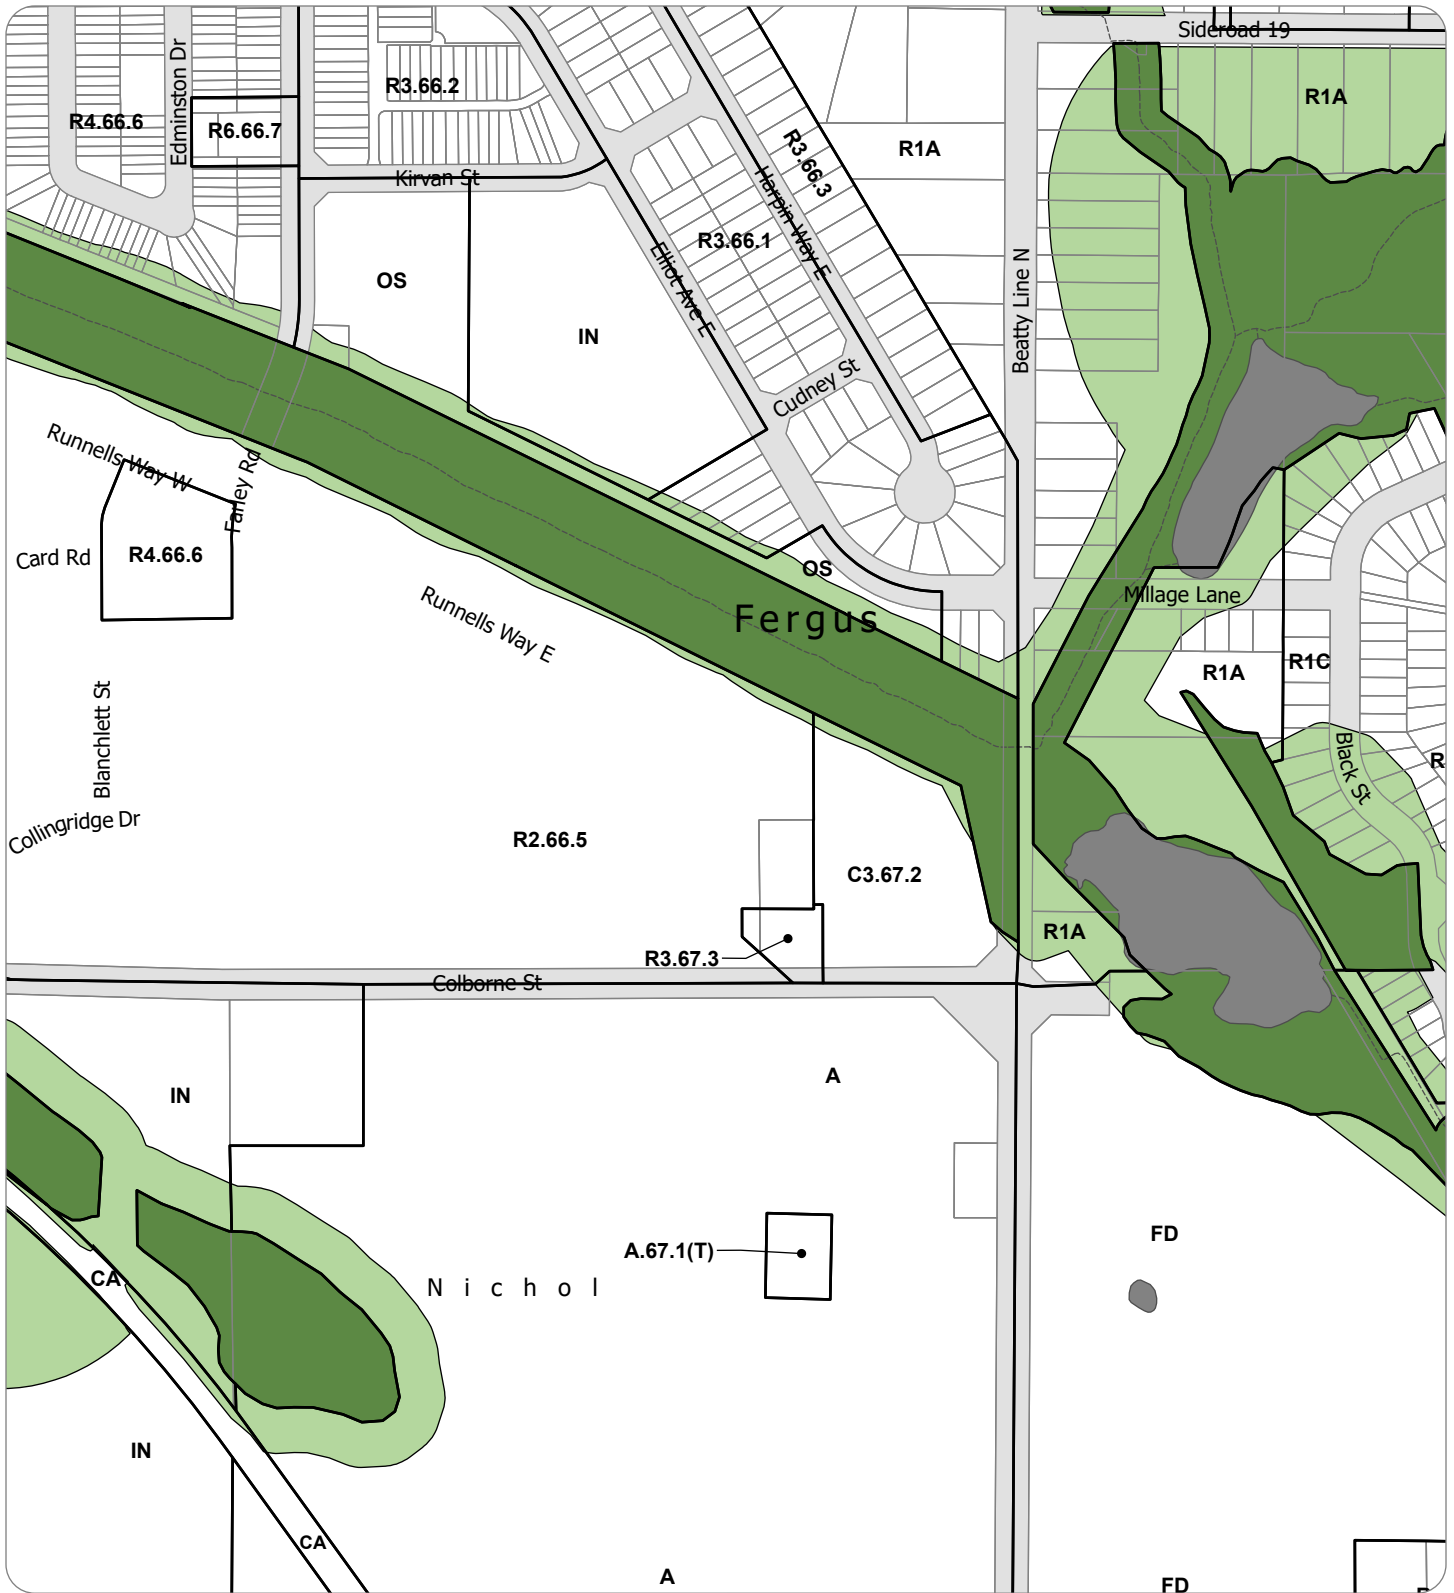 Sideroad 19
Edminston Dr
R3.66.2
R1A
R4.66.6
R6.66.7
R3.66.3
R1A
Kirvan St
Harpin Way E
R3.66.1
Elliot Ave E
Beatty Line N
OS
IN
Cudney St
Runnells Way W
Farley Rd
Card Rd
R4.66.6
OS
Millage Lane
Runnells Way E
Fergus
R1A
R1C
Blanchlett St
Black St
R
Collingridge Dr
R2.66.5
C3.67.2
R1A
R3.67.3
Colborne St
A
IN
FD
A.67.1(T)
CA
Nichol
IN
CA
A
FD